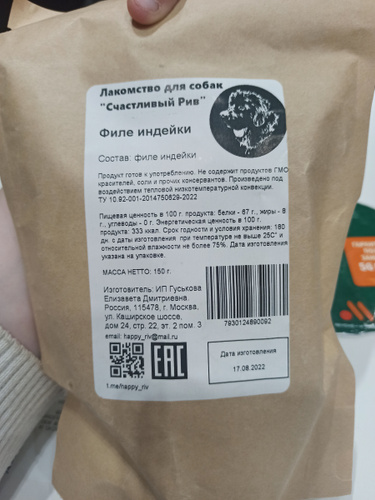 Лакомство для собак
"Счастливый Рив"
Филе индейки
Состав: филе индейки
Продукт готов к употреблению. Не содержит продуктов ГМО
красителей, соли и прочих консервантов. Произведено под
воздействием тепловой низкотемпературной конвекции.
ТУ 10.92-001-2014750629-2022
Пищевая ценность в 100 г. продукта: белки - 67 г., жиры - 6
г., углеводы - 0 г. Энергетическая ценность в 100 г.
продукта: 333 ккал. Срок годности и условия хранения: 180
дн. с даты изготовления при температуре не выше 25С° и
относительной влажности не более 75%. Дата изготовления
указана на упаковке.
МАССА НЕТТО: 150 г.
Изготовитель: ИП Гуськова
Елизавета Дмитриевна
Россия, 115478, г. Москва,
ул. Каширское шоссе,
дом 24, стр. 22, эт. 2 пом. 3
email: happy_riv@mail.ru
7930124890092
EAC
Дата изготовления
17.08.2022
t.me/happy_riv